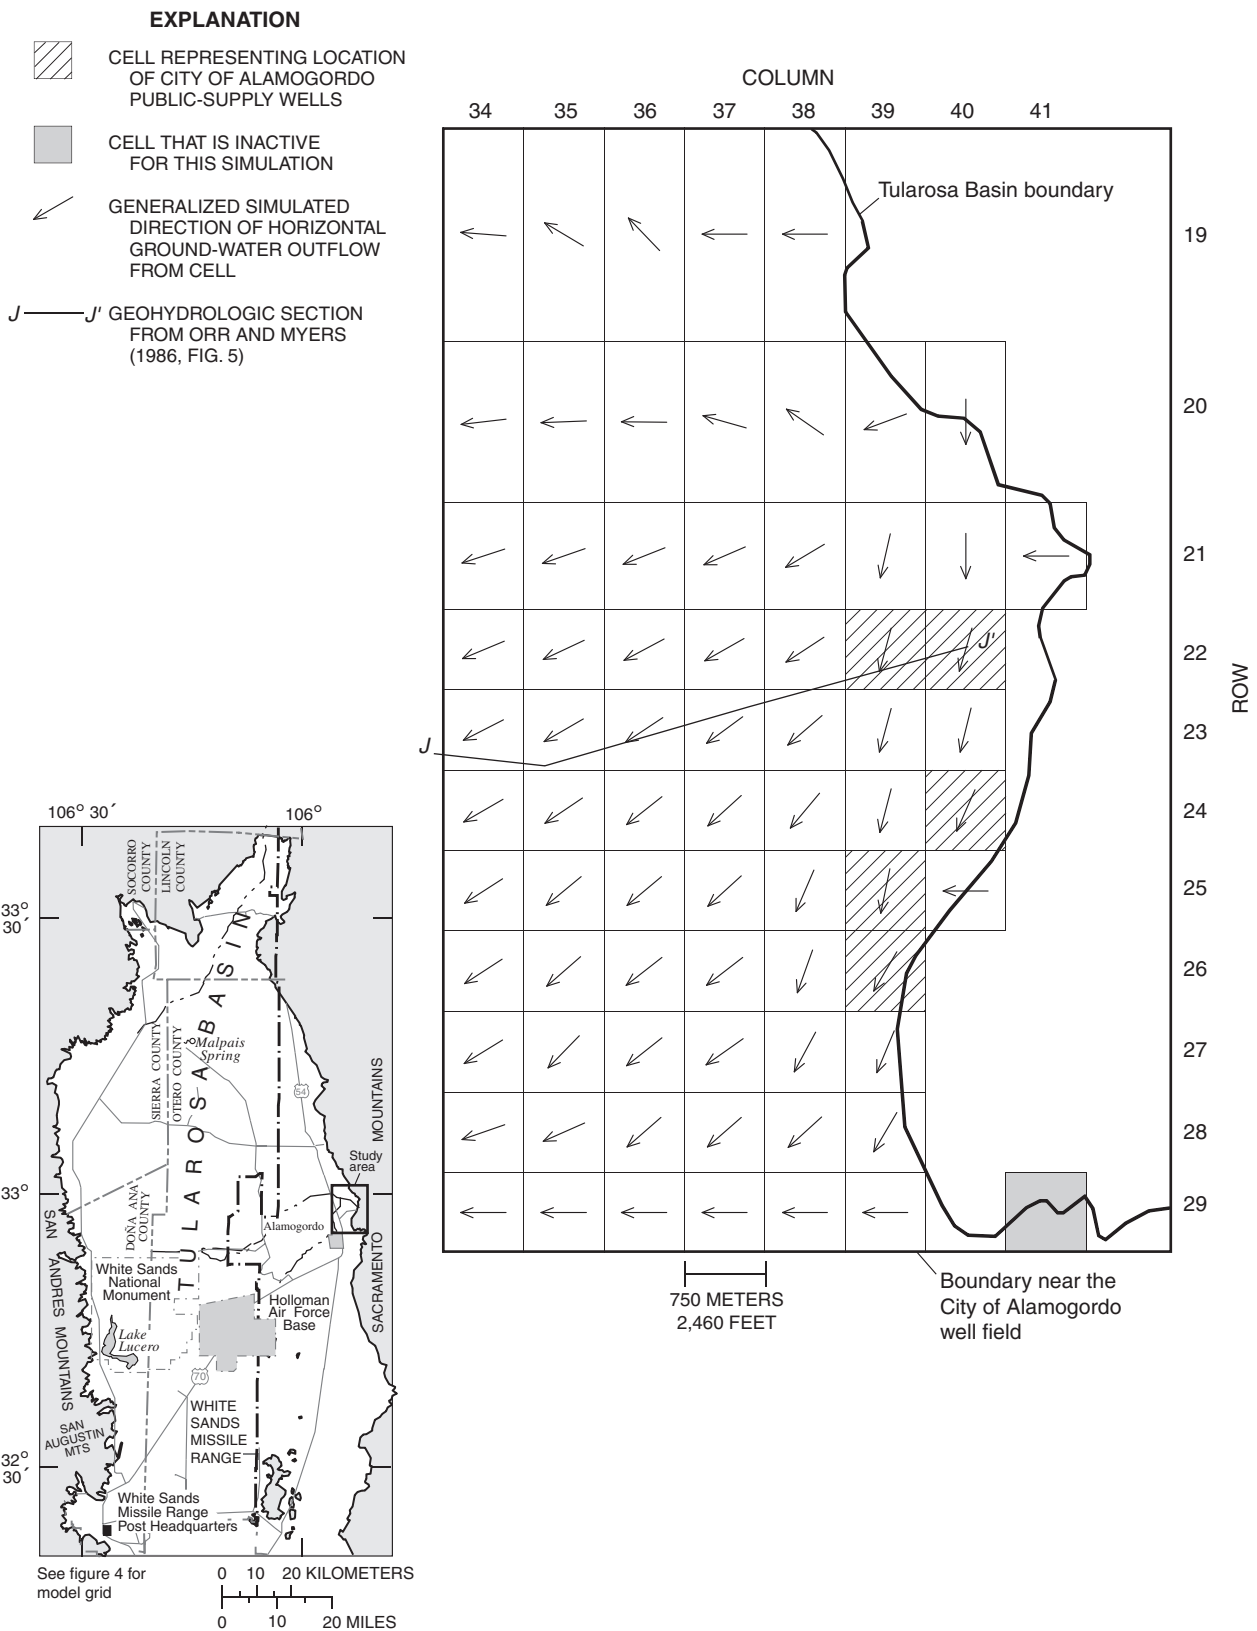 EXPLANATION
CELL REPRESENTING LOCATION
OF CITY OF ALAMOGORDO
PUBLIC-SUPPLY WELLS
CELL THAT IS INACTIVE
FOR THIS SIMULATION
GENERALIZED SIMULATED
DIRECTION OF HORIZONTAL
GROUND-WATER OUTFLOW
FROM CELL
J J' GEOHYDROLOGIC SECTION
FROM ORR AND MYERS
(1986, FIG. 5)
COLUMN
34 35 36 37 38 39 40 41
Tularosa Basin boundary
19
20
21
22
23
24
25
26
27
28
29
ROW
J
J'
750 METERS
2,460 FEET
Boundary near the
City of Alamogordo
well field
106° 30´
106°
33°
30´
33°
32°
30´
SOCORRO
COUNTY
LINCOLN
COUNTY
TULAROSA BASIN
Malpais
Spring
SIERRA COUNTY
OTERO COUNTY
54
MOUNTAINS
Study
area
DOÑA ANA
COUNTY
Alamogordo
SACRAMENTO
SAN ANDRES MOUNTAINS
White Sands
National
Monument
Holloman
Air Force
Base
Lake
Lucero
70
WHITE
SANDS
MISSILE
RANGE
SAN
AUGUSTIN
MTS
White Sands
Missile Range
Post Headquarters
See figure 4 for
model grid
0 10 20 KILOMETERS
0 10 20 MILES